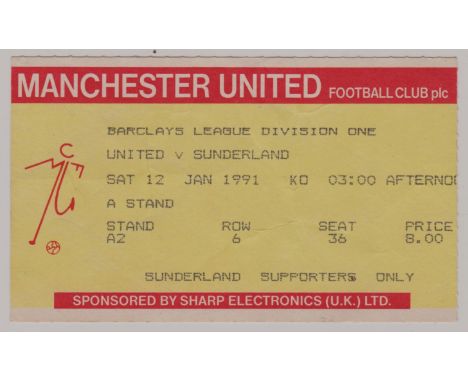 MANCHESTER UNITED FOOTBALL CLUB plc
BARCLAYS LEAGUE DIVISION ONE
UNITED v SUNDERLAND
SAT 12 JAN 1991 KO 03:00 AFTERNOO
A STAND
STAND ROW SEAT PRICE
A2 6 36 8.00
SUNDERLAND SUPPORTERS ONLY
SPONSORED BY SHARP ELECTRONICS (U.K.) LTD.